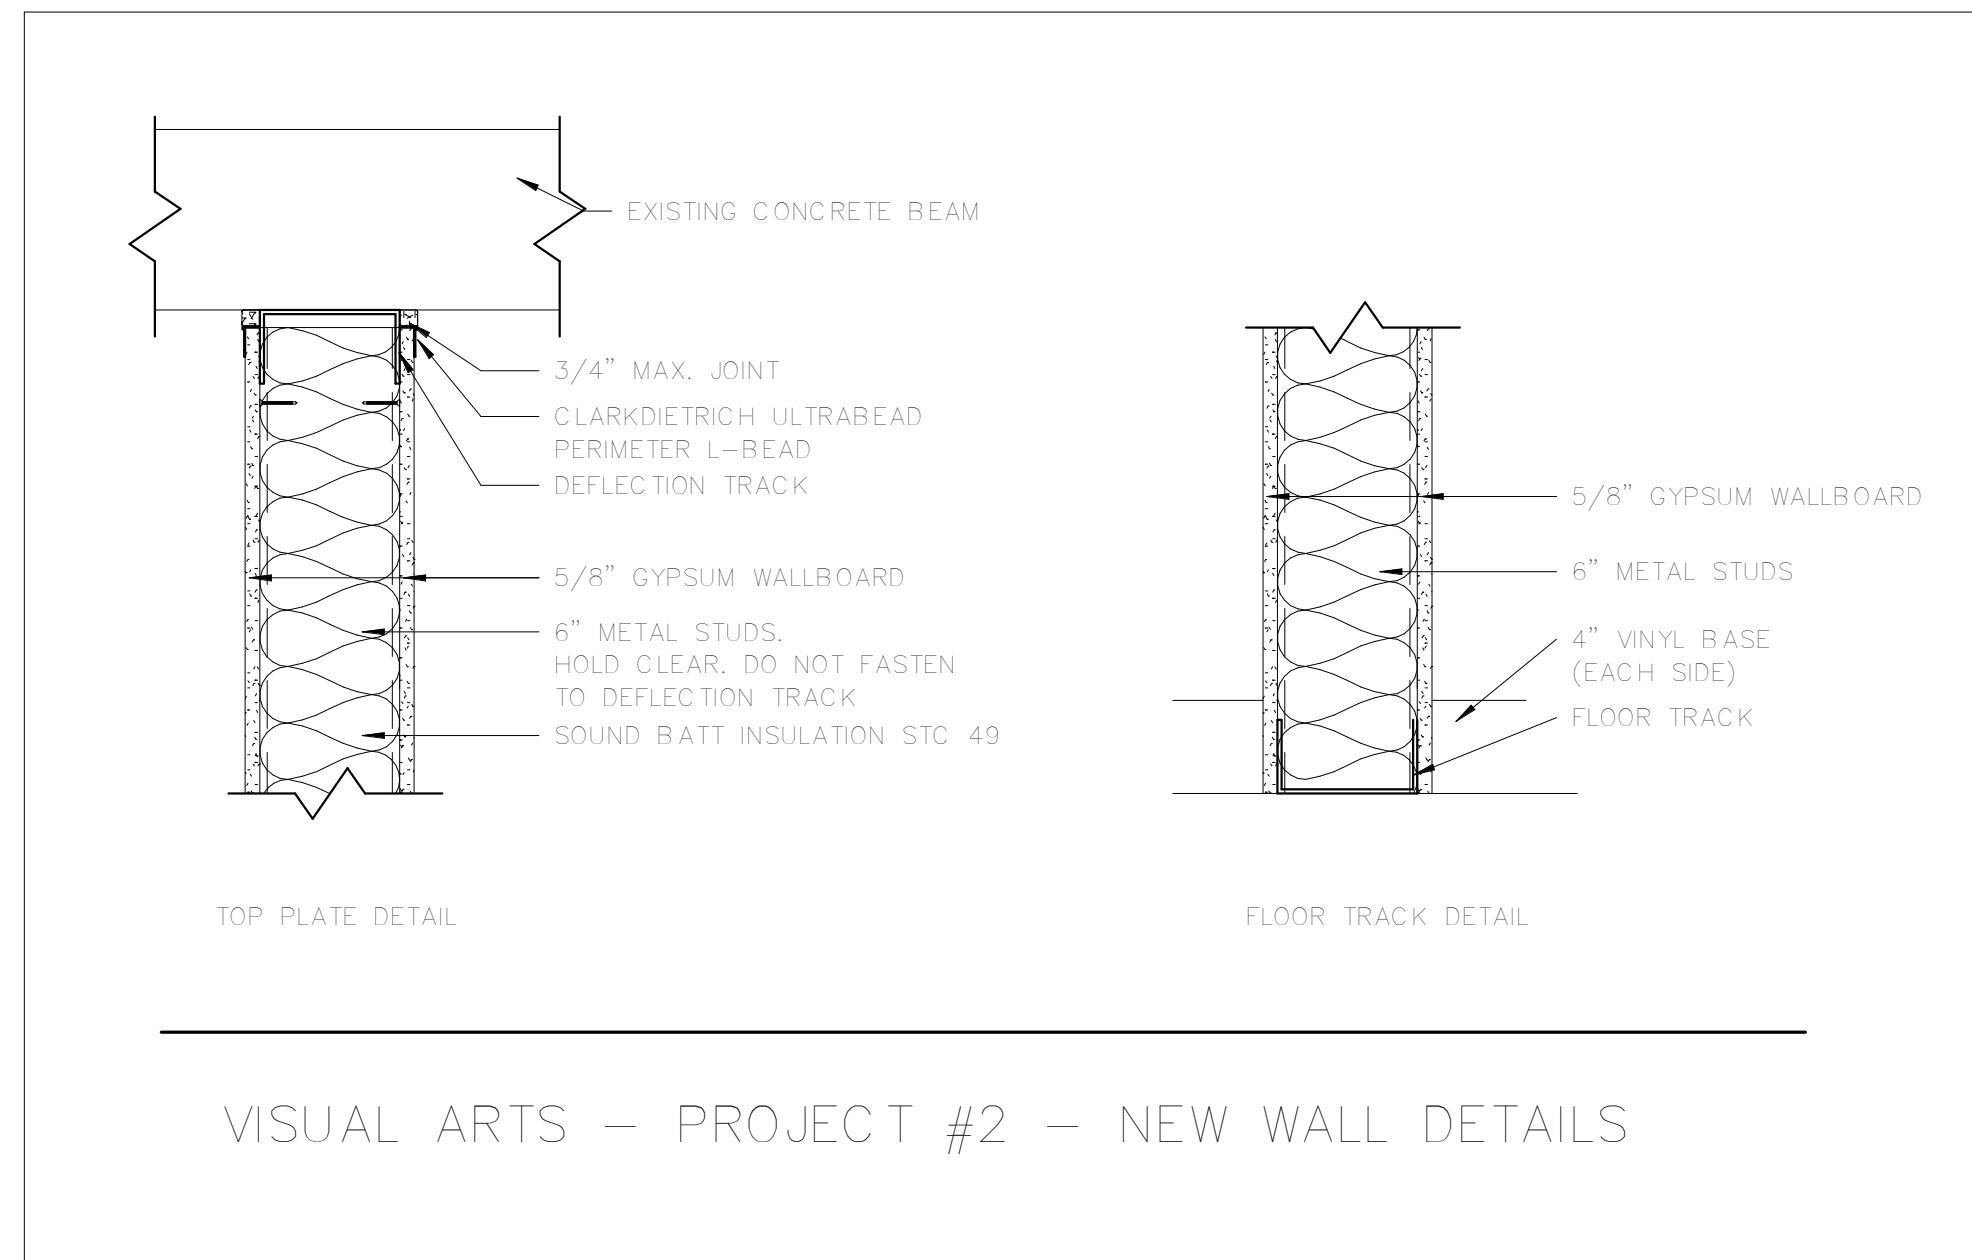 EXISTING CONCRETE BEAM
3/4" MAX. JOINT
CLARKDIETRICH ULTRABEAD
PERIMETER L-BEAD
DEFLECTION TRACK
5/8" GYPSUM WALLBOARD
6" METAL STUDS.
HOLD CLEAR. DO NOT FASTEN
TO DEFLECTION TRACK
SOUND BATT INSULATION STC 49
TOP PLATE DETAIL
5/8" GYPSUM WALLBOARD
6" METAL STUDS
4" VINYL BASE
(EACH SIDE)
FLOOR TRACK
FLOOR TRACK DETAIL
VISUAL ARTS - PROJECT #2 - NEW WALL DETAILS